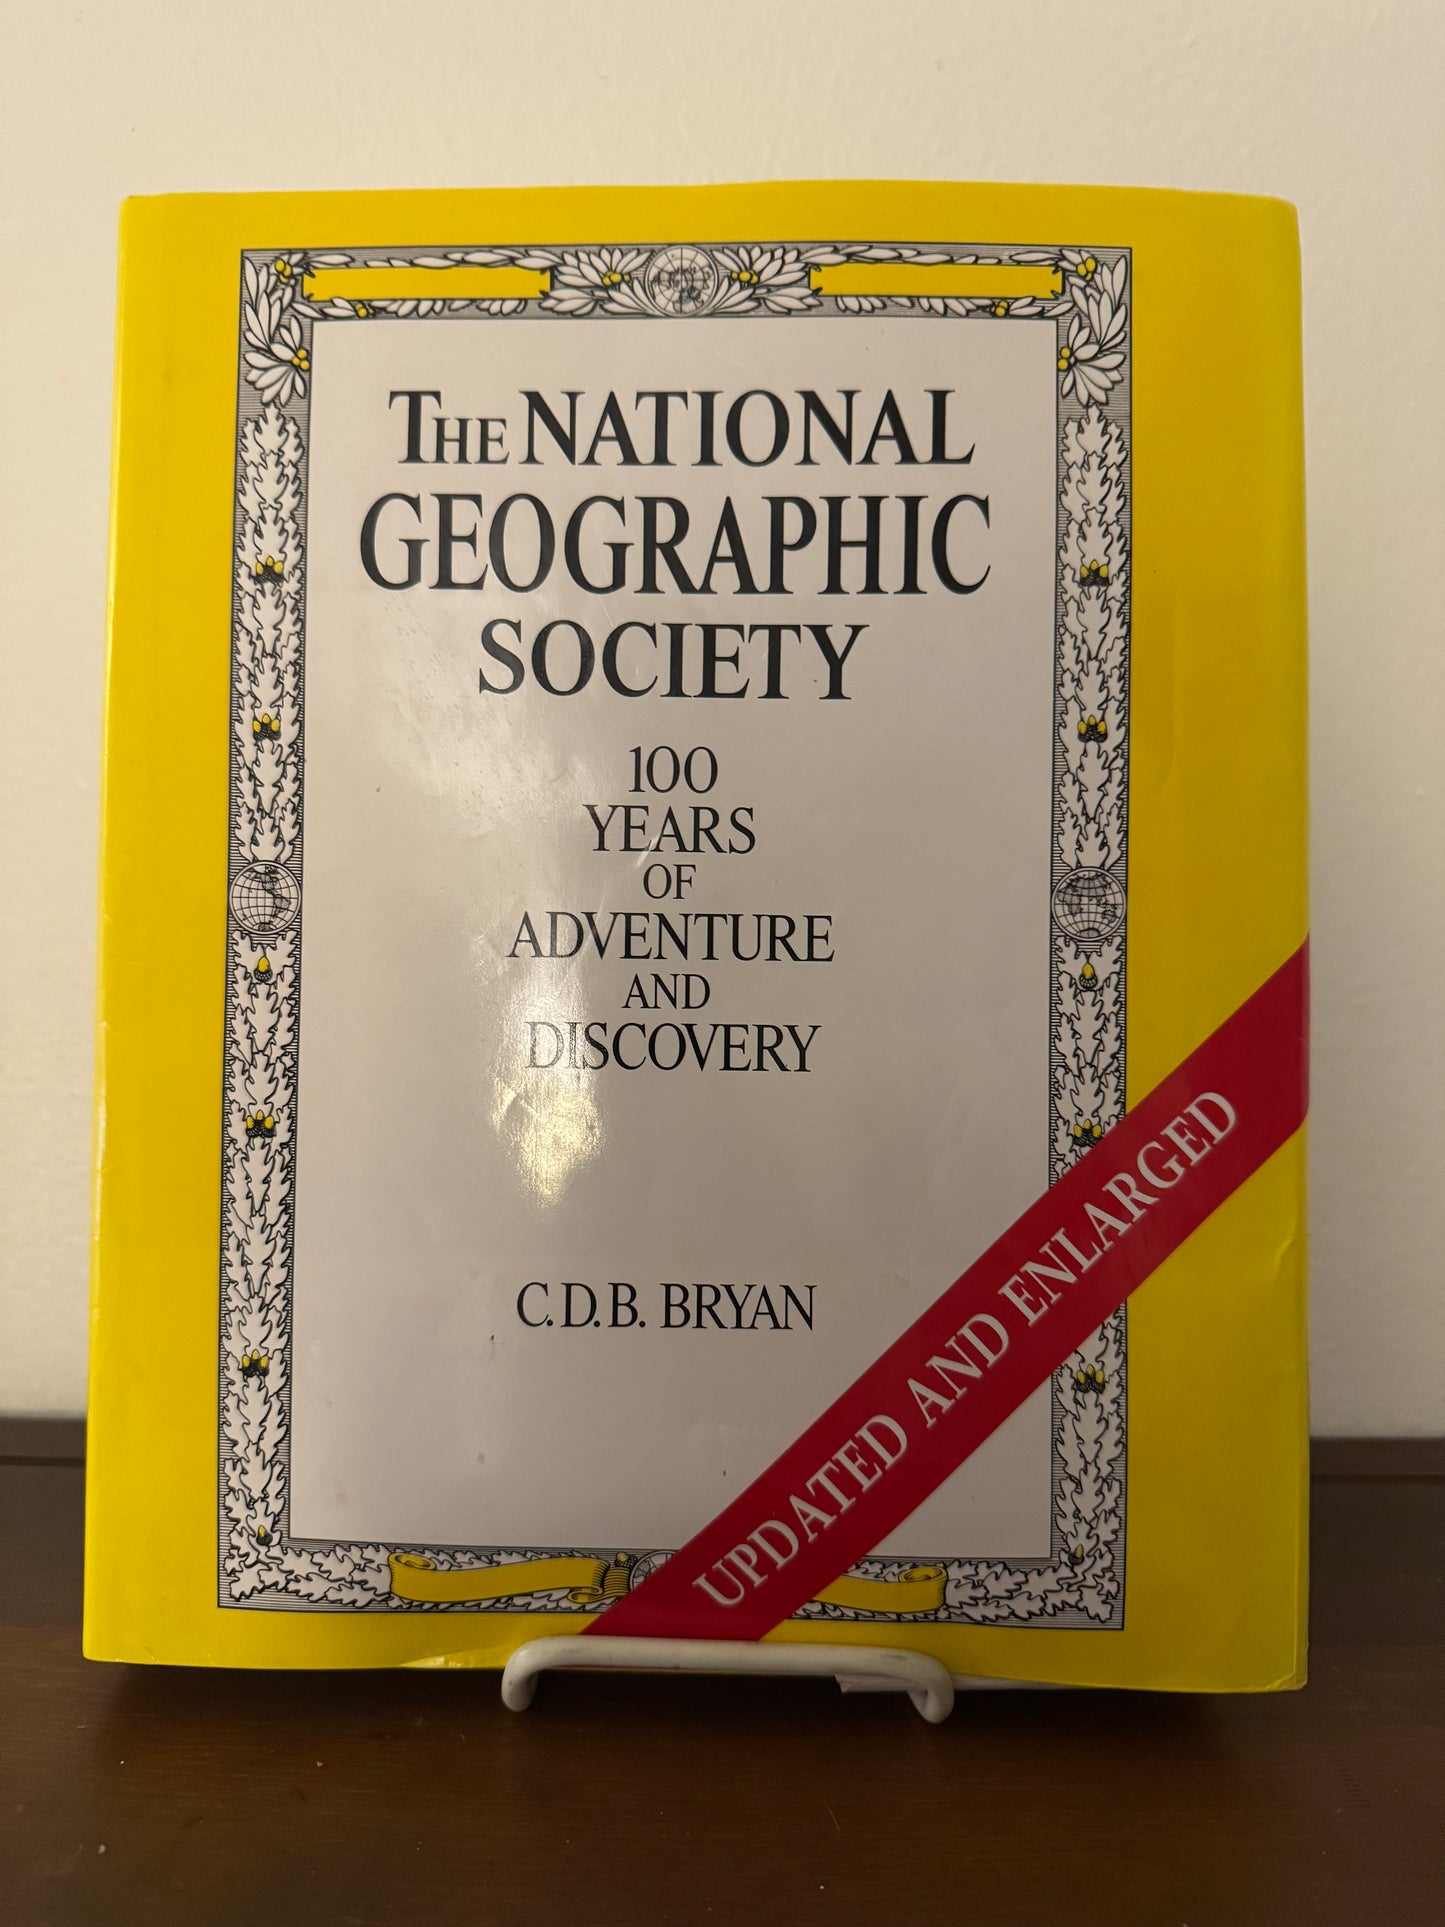 THE NATIONAL
GEOGRAPHIC
SOCIETY
100
YEARS
OF
ADVENTURE
AND
DISCOVERY
C.D.B. BRYAN
UPDATED AND ENLARGED